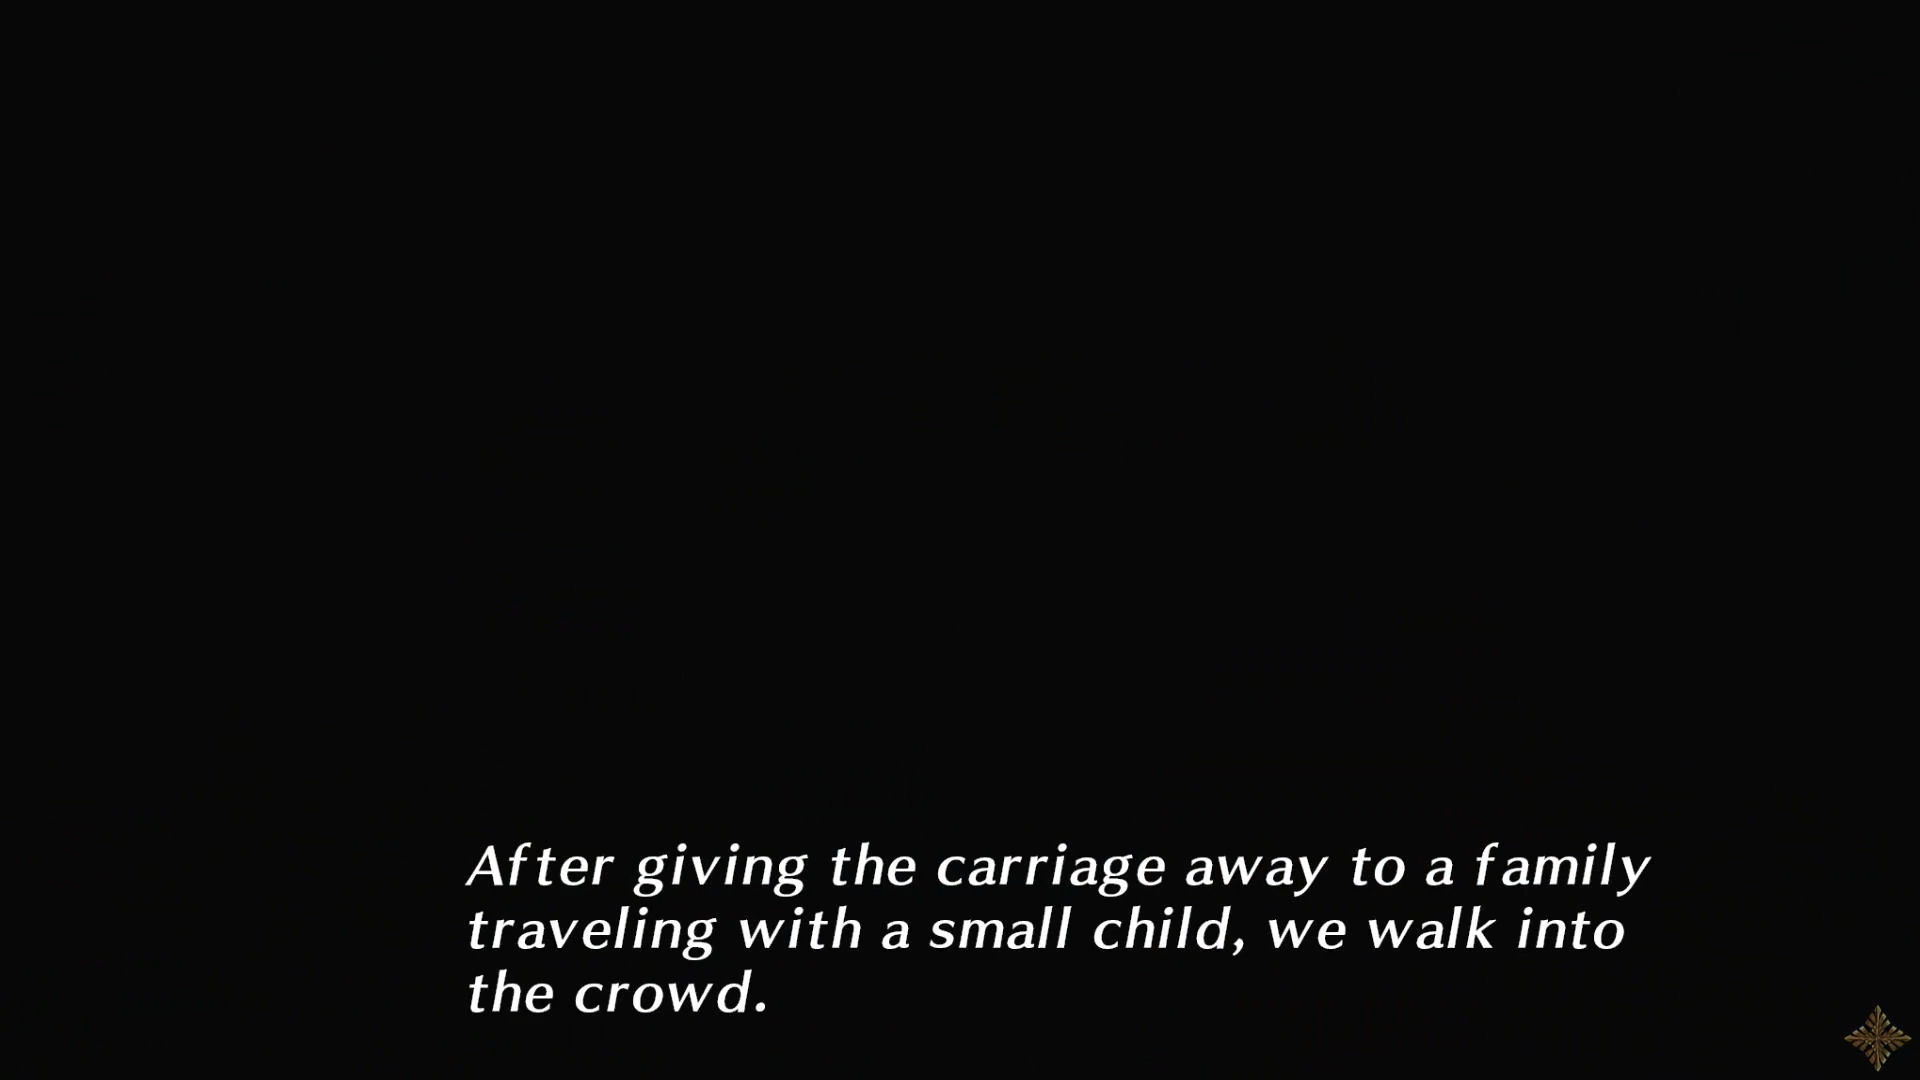 After giving the carriage away to a family
traveling with a small child, we walk into
the crowd.